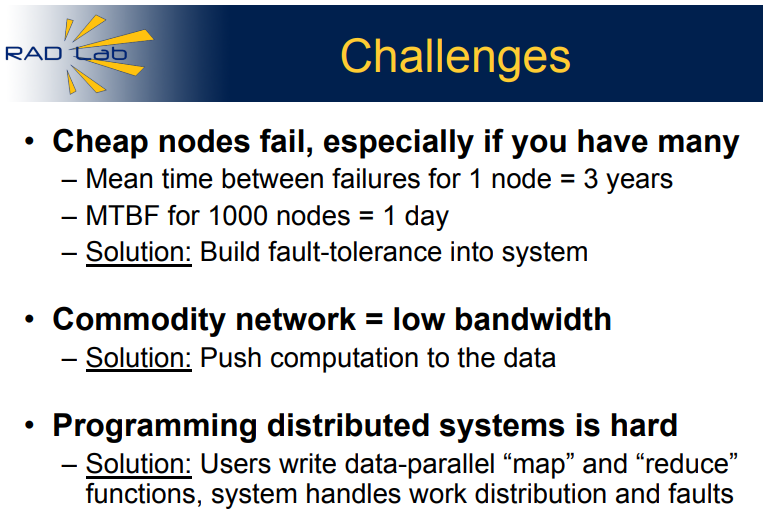 RAD Lab
Challenges
• Cheap nodes fail, especially if you have many
– Mean time between failures for 1 node = 3 years
– MTBF for 1000 nodes = 1 day
– Solution: Build fault-tolerance into system
• Commodity network = low bandwidth
– Solution: Push computation to the data
• Programming distributed systems is hard
– Solution: Users write data-parallel “map” and “reduce”
functions, system handles work distribution and faults